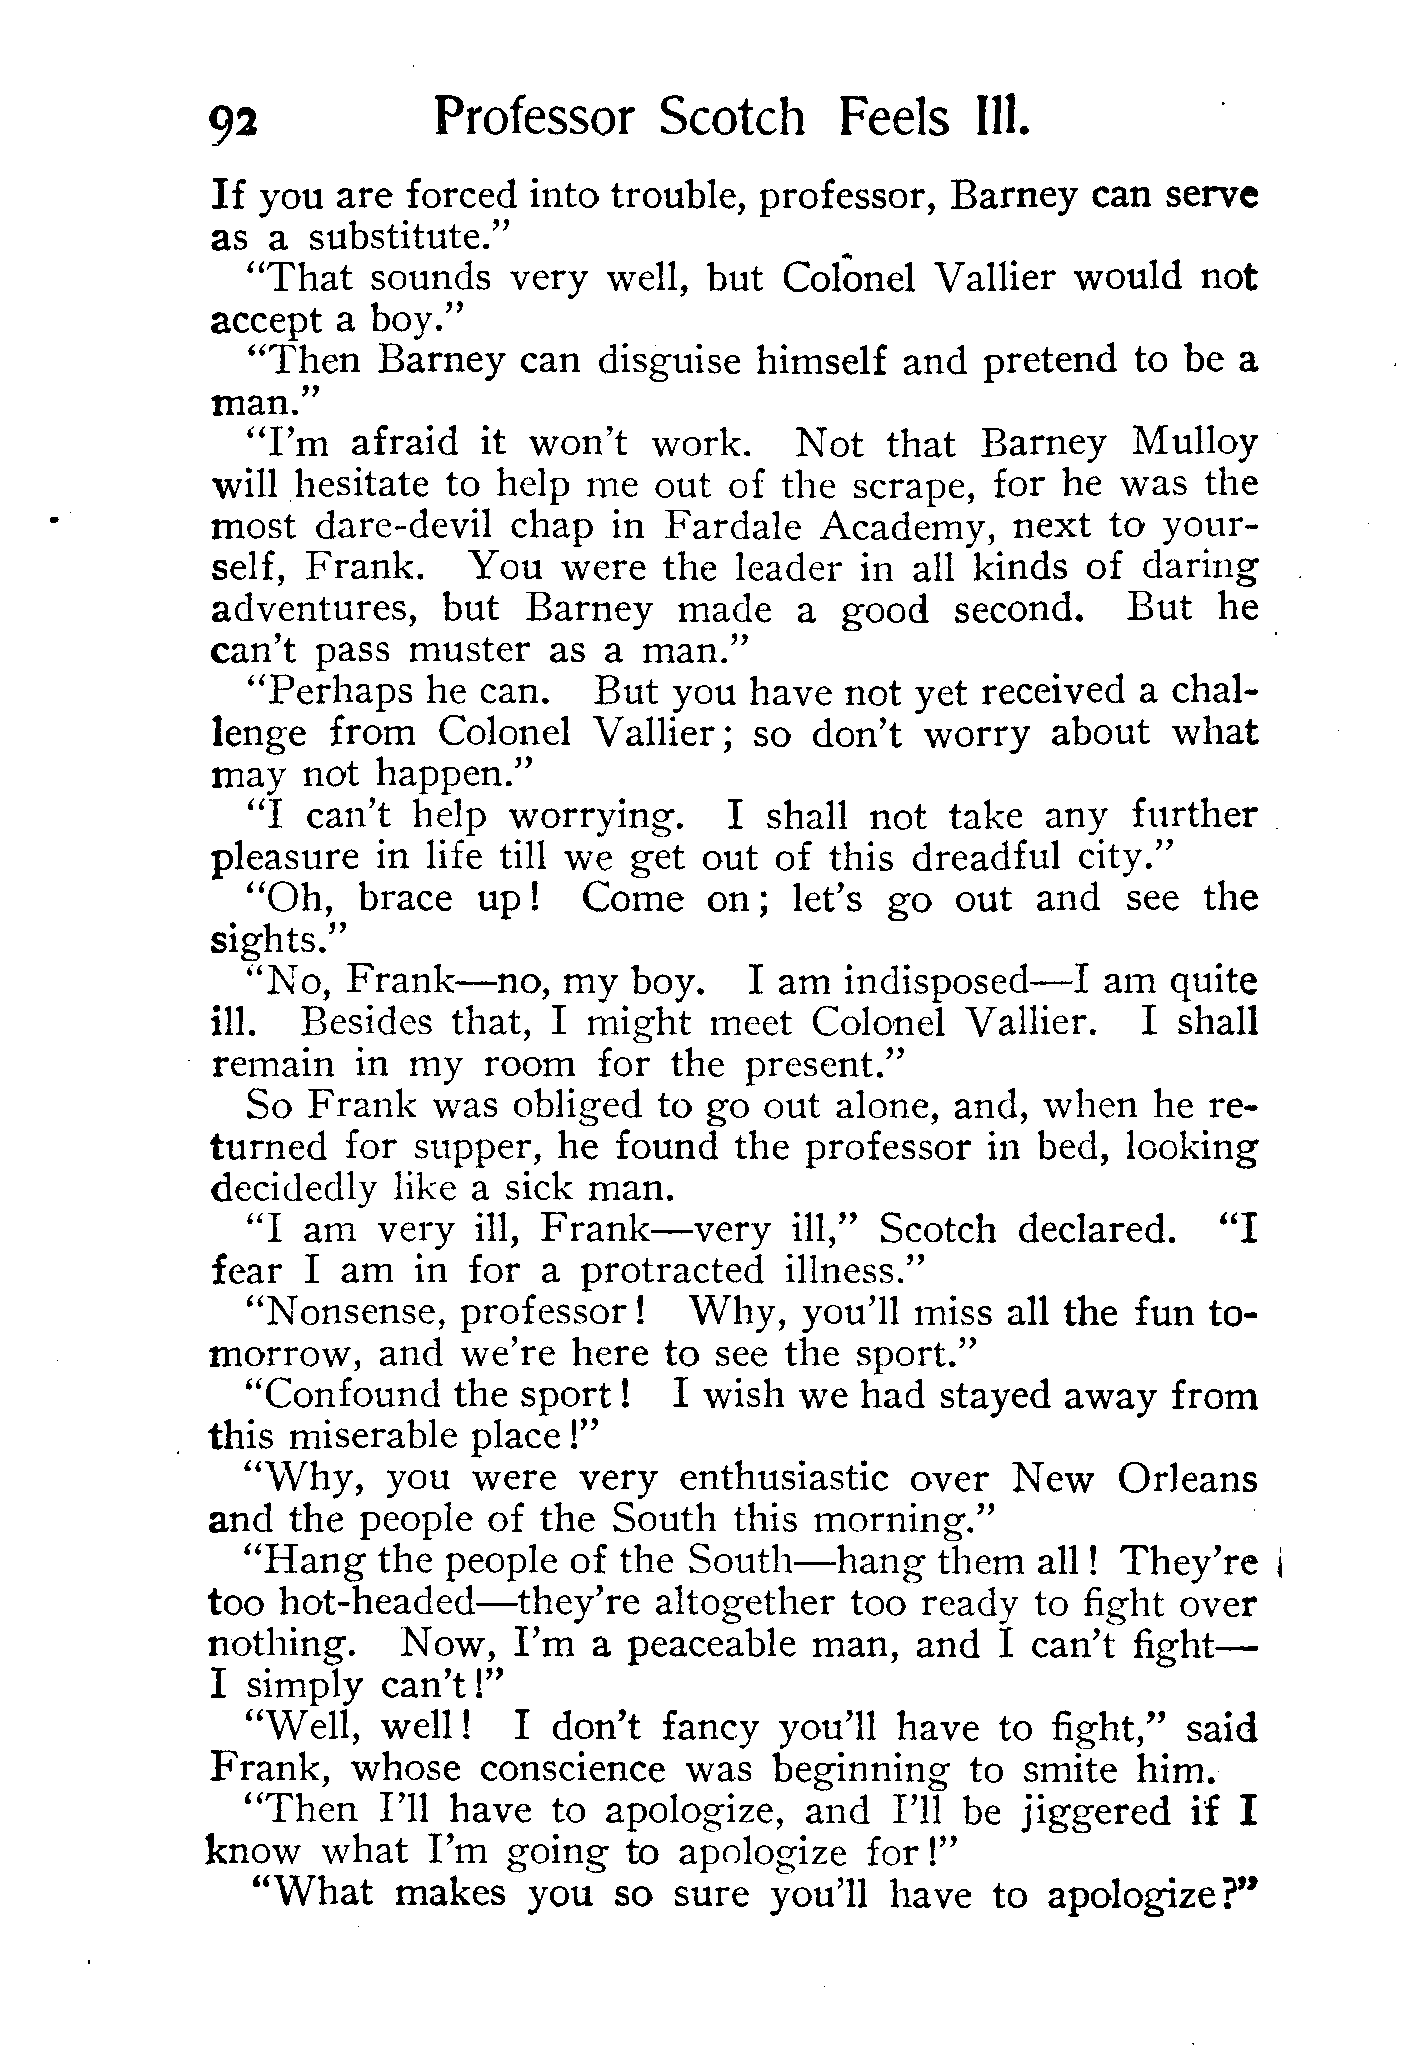 92 Professor Scotch Feels Ill.
If you are forced into trouble, professor, Barney can serve
as a substitute.”
“That sounds very well, but Colonel Vallier would not
accept a boy.”
“Then Barney can disguise himself and pretend to be a
man.”
“I’m afraid it won’t work. Not that Barney Mulloy
will hesitate to help me out of the scrape, for he was the
most dare-devil chap in Fardale Academy, next to your-
self, Frank. You were the leader in all kinds of daring
adventures, but Barney made a good second. But he
can’t pass muster as a man.”
“Perhaps he can. But you have not yet received a chal-
lenge from Colonel Vallier; so don’t worry about what
may not happen.”
“I can’t help worrying. I shall not take any further
pleasure in life till we get out of this dreadful city.”
“Oh, brace up! Come on; let’s go out and see the
sights.”
“No, Frank—no, my boy. I am indisposed—I am quite
ill. Besides that, I might meet Colonel Vallier. I shall
remain in my room for the present.”
So Frank was obliged to go out alone, and, when he re-
turned for supper, he found the professor in bed, looking
decidedly like a sick man.
“I am very ill, Frank—very ill,” Scotch declared. “I
fear I am in for a protracted illness.”
“Nonsense, professor! Why, you’ll miss all the fun to-
morrow, and we’re here to see the sport.”
“Confound the sport! I wish we had stayed away from
this miserable place!”
“Why, you were very enthusiastic over New Orleans
and the people of the South this morning.”
“Hang the people of the South—hang them all! They’re
too hot-headed—they’re altogether too ready to fight over
nothing. Now, I’m a peaceable man, and I can’t fight—
I simply can’t!”
“Well, well! I don’t fancy you’ll have to fight,” said
Frank, whose conscience was beginning to smite him.
“Then I’ll have to apologize, and I’ll be jiggered if I
know what I’m going to apologize for!”
“What makes you so sure you’ll have to apologize?”